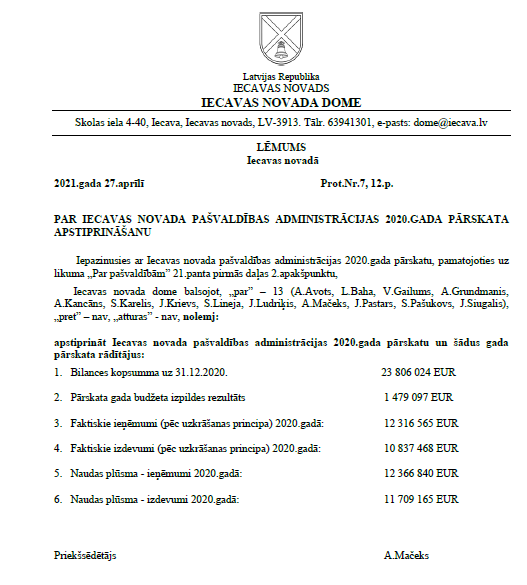 Latvijas Republika
IECAVAS NOVADS
IECAVAS NOVADA DOME
Skolas iela 4-40, Iecava, Iecavas novads, LV-3913. Tālr. 63941301, e-pasts: dome@iecava.lv
LĒMUMS
Iecavas novadā
2021.gada 27.aprīlī Prot.Nr.7, 12.p.
PAR IECAVAS NOVADA PAŠVALDĪBAS ADMINISTRĀCIJAS 2020.GADA PĀRSKATA
APSTIPRINĀŠANU
Iepazinusies ar Iecavas novada pašvaldības administrācijas 2020.gada pārskatu, pamatojoties uz
likuma „Par pašvaldībām” 21.panta pirmās daļas 2.apakšpunktu,
Iecavas novada dome balsojot, „par” – 13 (A.Avots, L.Baha, V.Gailums, A.Grundmanis,
A.Kancāns, S.Karelis, J.Krievs, S.Lineja, J.Ludriķis, A.Mačeks, J.Pastars, S.Pašukovs, J.Siugalis),
„pret” – nav, „atturas” - nav, nolemj:
apstiprināt Iecavas novada pašvaldības administrācijas 2020.gada pārskatu un šādus gada
pārskata rādītājus:
1. Bilances kopsumma uz 31.12.2020. 23 806 024 EUR
2. Pārskata gada budžeta izpildes rezultāts 1 479 097 EUR
3. Faktiskie ieņēmumi (pēc uzkrāšanas principa) 2020.gadā: 12 316 565 EUR
4. Faktiskie izdevumi (pēc uzkrāšanas principa) 2020.gadā: 10 837 468 EUR
5. Naudas plūsma - ieņēmumi 2020.gadā: 12 366 840 EUR
6. Naudas plūsma - izdevumi 2020.gadā: 11 709 165 EUR
Priekšsēdētājs A.Mačeks